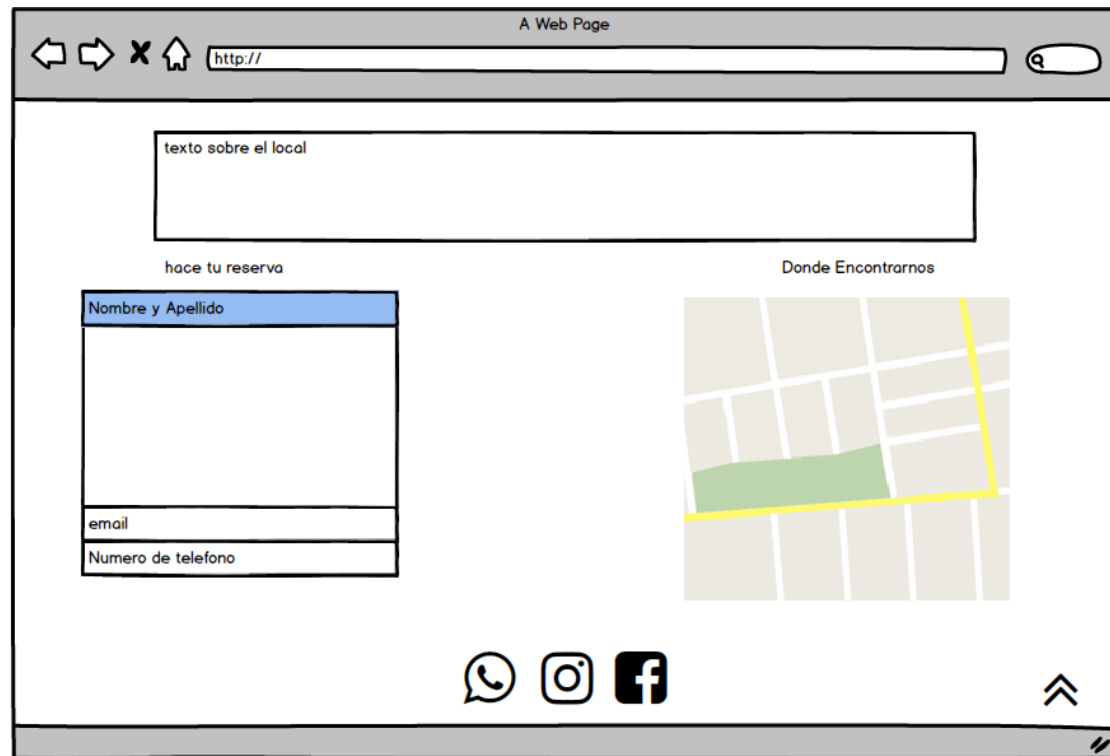 A Web Page
http://
texto sobre el local
hace tu reserva
Donde Encontrarnos
Nombre y Apellido
email
Numero de telefono